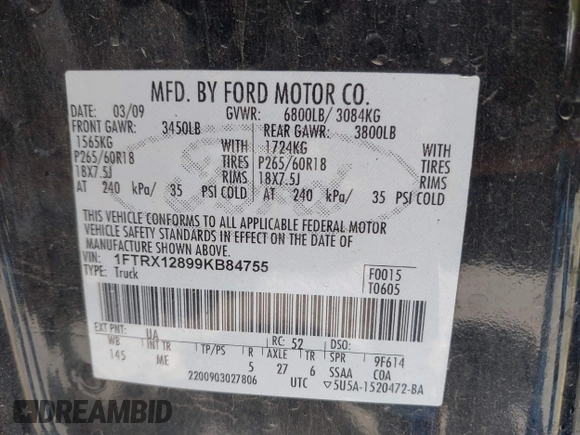 MFD. BY FORD MOTOR CO.
DATE: 03/09 GVWR: 6800LB/ 3084KG
FRONT GAWR: 3450LB REAR GAWR: 3800LB
1565KG WITH 1724KG WITH
P265/60R18 TIRES P265/60R18 TIRES
18X7.5J RIMS 18X7.5J RIMS
AT 240 kPa/ 35 PSI COLD AT 240 kPa/ 35 PSI COLD
THIS VEHICLE CONFORMS TO ALL APPLICABLE FEDERAL MOTOR
VEHICLE SAFETY STANDARDS IN EFFECT ON THE DATE OF
MANUFACTURE SHOWN ABOVE.
VIN: 1FTRX12899KB84755 F0015
TYPE: Truck T0605
EXT PNT: UA RC: 52 DSO:
WB INT TR TP/PS R AXLE TR SPR 9F614
145 ME 5 27 6 SSAA COA
2200903027806 UTC ▽5U5A-1520472-BA
DREAMBID